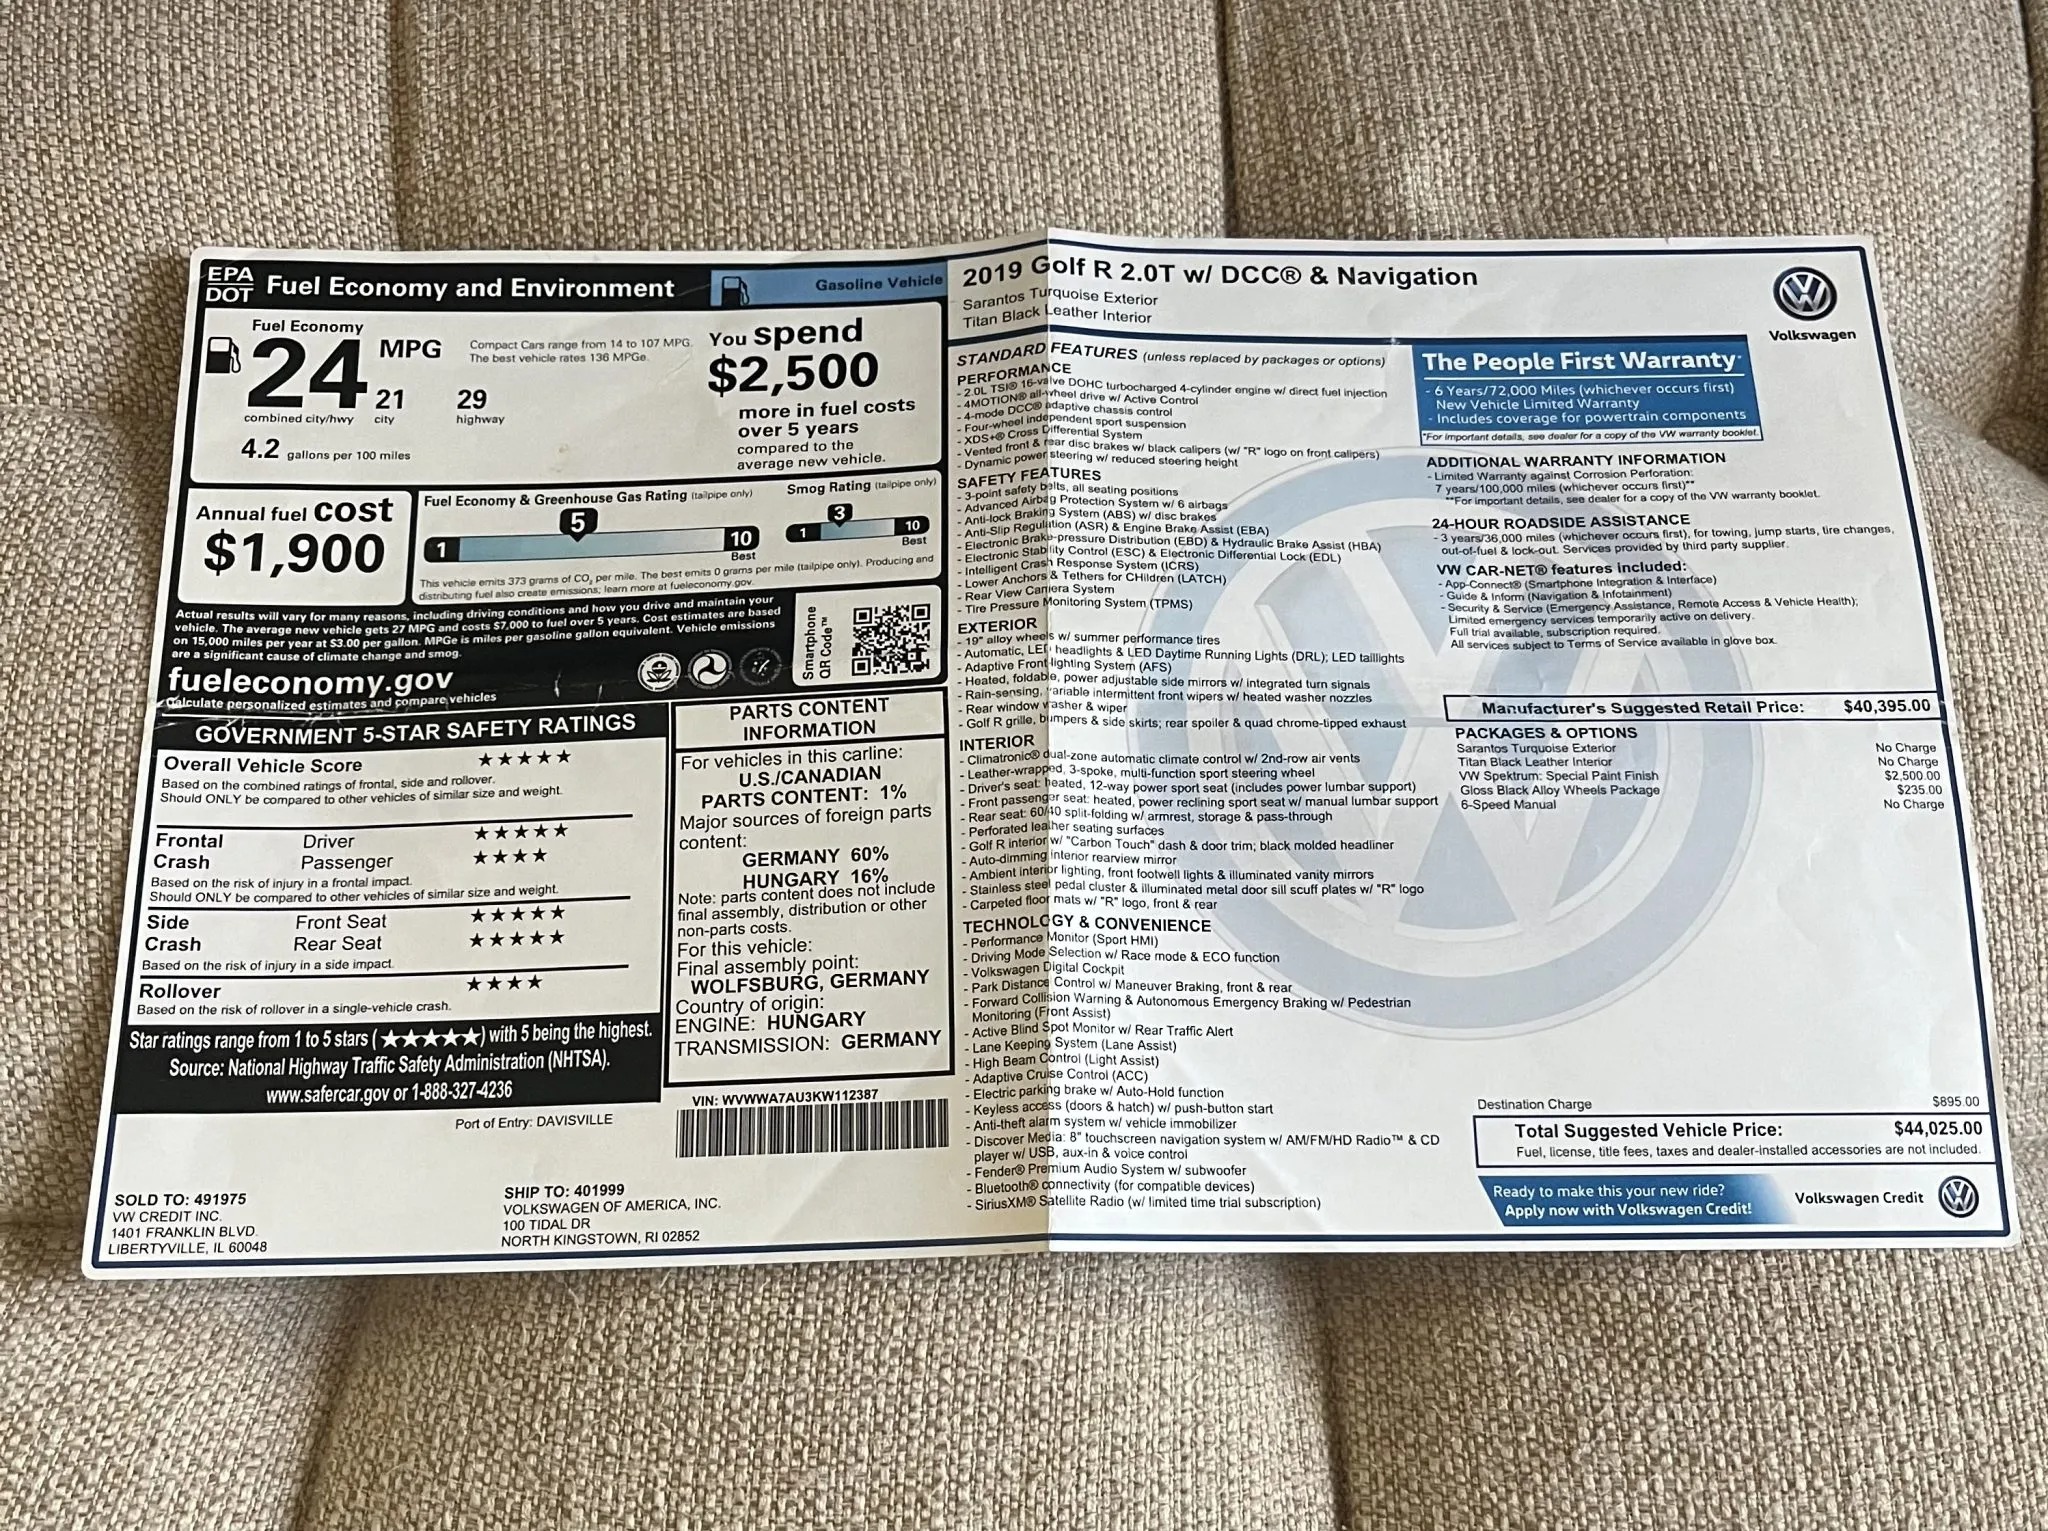 EPA
DOT
Fuel Economy and Environment
Gasoline Vehicle
Fuel Economy
24 MPG
combined city/hwy
21
city
29
highway
4.2 gallons per 100 miles
Compact Cars range from 14 to 107 MPG.
The best vehicle rates 136 MPGe.
You spend
$2,500
more in fuel costs
over 5 years
compared to the
average new vehicle.
Annual fuel cost
$1,900
Fuel Economy & Greenhouse Gas Rating (tailpipe only)
5
1
10
Best
Smog Rating (tailpipe only)
3
1
10
Best
This vehicle emits 373 grams of CO2 per mile. The best emits 0 grams per mile (tailpipe only). Producing and
distributing fuel also create emissions; learn more at fueleconomy.gov.
Actual results will vary for many reasons, including driving conditions and how you drive and maintain your
vehicle. The average new vehicle gets 27 MPG and costs $7,000 to fuel over 5 years. Cost estimates are based
on 15,000 miles per year at $3.00 per gallon. MPGe is miles per gasoline gallon equivalent. Vehicle emissions
are a significant cause of climate change and smog.
fueleconomy.gov
Calculate personalized estimates and compare vehicles
Smartphone
QR Code™
GOVERNMENT 5-STAR SAFETY RATINGS
Overall Vehicle Score ★★★★★
Based on the combined ratings of frontal, side and rollover.
Should ONLY be compared to other vehicles of similar size and weight.
Frontal Driver ★★★★★
Crash Passenger ★★★★
Based on the risk of injury in a frontal impact.
Should ONLY be compared to other vehicles of similar size and weight.
Side Front Seat ★★★★★
Crash Rear Seat ★★★★★
Based on the risk of injury in a side impact.
Rollover ★★★★
Based on the risk of rollover in a single-vehicle crash.
Star ratings range from 1 to 5 stars (★★★★★) with 5 being the highest.
Source: National Highway Traffic Safety Administration (NHTSA).
www.safercar.gov or 1-888-327-4236
PARTS CONTENT
INFORMATION
For vehicles in this carline:
U.S./CANADIAN
PARTS CONTENT: 1%
Major sources of foreign parts
content:
GERMANY 60%
HUNGARY 16%
Note: parts content does not include
final assembly, distribution or other
non-parts costs.
For this vehicle:
Final assembly point:
WOLFSBURG, GERMANY
Country of origin:
ENGINE: HUNGARY
TRANSMISSION: GERMANY
VIN: WVWWA7AU3KW112387
Port of Entry: DAVISVILLE
SOLD TO: 491975
VW CREDIT INC.
1401 FRANKLIN BLVD.
LIBERTYVILLE, IL 60048
SHIP TO: 401999
VOLKSWAGEN OF AMERICA, INC.
100 TIDAL DR
NORTH KINGSTOWN, RI 02852
2019 Golf R 2.0T w/ DCC® & Navigation
Sarantos Turquoise Exterior
Titan Black Leather Interior
Volkswagen
STANDARD FEATURES (unless replaced by packages or options)
PERFORMANCE
- 2.0L TSI® 16-valve DOHC turbocharged 4-cylinder engine w/ direct fuel injection
- 4MOTION® all-wheel drive w/ Active Control
- 4-mode DCC® adaptive chassis control
- Four-wheel independent sport suspension
- XDS+® Cross Differential System
- Vented front & rear disc brakes w/ black calipers (w/ "R" logo on front calipers)
- Dynamic power steering w/ reduced steering height
SAFETY FEATURES
- 3-point safety belts, all seating positions
- Advanced Airbag Protection System w/ 6 airbags
- Anti-lock Braking System (ABS) w/ disc brakes
- Anti-Slip Regulation (ASR) & Engine Brake Assist (EBA)
- Electronic Brake-pressure Distribution (EBD) & Hydraulic Brake Assist (HBA)
- Electronic Stability Control (ESC) & Electronic Differential Lock (EDL)
- Intelligent Crash Response System (ICRS)
- Lower Anchors & Tethers for CHildren (LATCH)
- Rear View Camera System
- Tire Pressure Monitoring System (TPMS)
EXTERIOR
- 19" alloy wheels w/ summer performance tires
- Automatic, LED headlights & LED Daytime Running Lights (DRL); LED taillights
- Adaptive Front-lighting System (AFS)
- Heated, foldable, power adjustable side mirrors w/ integrated turn signals
- Rain-sensing, variable intermittent front wipers w/ heated washer nozzles
- Rear window washer & wiper
- Golf R grille, bumpers & side skirts; rear spoiler & quad chrome-tipped exhaust
INTERIOR
- Climatronic® dual-zone automatic climate control w/ 2nd-row air vents
- Leather-wrapped, 3-spoke, multi-function sport steering wheel
- Driver's seat: heated, 12-way power sport seat (includes power lumbar support)
- Front passenger seat: heated, power reclining sport seat w/ manual lumbar support
- Rear seat: 60/40 split-folding w/ armrest, storage & pass-through
- Perforated leather seating surfaces
- Golf R interior w/ "Carbon Touch" dash & door trim; black molded headliner
- Auto-dimming interior rearview mirror
- Ambient interior lighting, front footwell lights & illuminated vanity mirrors
- Stainless steel pedal cluster & illuminated metal door sill scuff plates w/ "R" logo
- Carpeted floor mats w/ "R" logo, front & rear
TECHNOLOGY & CONVENIENCE
- Performance Monitor (Sport HMI)
- Driving Mode Selection w/ Race mode & ECO function
- Volkswagen Digital Cockpit
- Park Distance Control w/ Maneuver Braking, front & rear
- Forward Collision Warning & Autonomous Emergency Braking w/ Pedestrian
Monitoring (Front Assist)
- Active Blind Spot Monitor w/ Rear Traffic Alert
- Lane Keeping System (Lane Assist)
- High Beam Control (Light Assist)
- Adaptive Cruise Control (ACC)
- Electric parking brake w/ Auto-Hold function
- Keyless access (doors & hatch) w/ push-button start
- Anti-theft alarm system w/ vehicle immobilizer
- Discover Media: 8" touchscreen navigation system w/ AM/FM/HD Radio™ & CD
player w/ USB, aux-in & voice control
- Fender® Premium Audio System w/ subwoofer
- Bluetooth® connectivity (for compatible devices)
- SiriusXM® Satellite Radio (w/ limited time trial subscription)
The People First Warranty*
- 6 Years/72,000 Miles (whichever occurs first)
New Vehicle Limited Warranty
- Includes coverage for powertrain components
*For important details, see dealer for a copy of the VW warranty booklet.
ADDITIONAL WARRANTY INFORMATION
- Limited Warranty against Corrosion Perforation:
7 years/100,000 miles (whichever occurs first)**
**For important details, see dealer for a copy of the VW warranty booklet.
24-HOUR ROADSIDE ASSISTANCE
- 3 years/36,000 miles (whichever occurs first), for towing, jump starts, tire changes,
out-of-fuel & lock-out. Services provided by third party supplier.
VW CAR-NET® features included:
- App-Connect® (Smartphone Integration & Interface)
- Guide & Inform (Navigation & Infotainment)
- Security & Service (Emergency Assistance, Remote Access & Vehicle Health);
Limited emergency services temporarily active on delivery.
Full trial available, subscription required.
All services subject to Terms of Service available in glove box.
Manufacturer's Suggested Retail Price: $40,395.00
PACKAGES & OPTIONS
Sarantos Turquoise Exterior No Charge
Titan Black Leather Interior No Charge
VW Spektrum: Special Paint Finish $2,500.00
Gloss Black Alloy Wheels Package $235.00
6-Speed Manual No Charge
Destination Charge $895.00
Total Suggested Vehicle Price: $44,025.00
Fuel, license, title fees, taxes and dealer-installed accessories are not included.
Ready to make this your new ride?
Apply now with Volkswagen Credit!
Volkswagen Credit